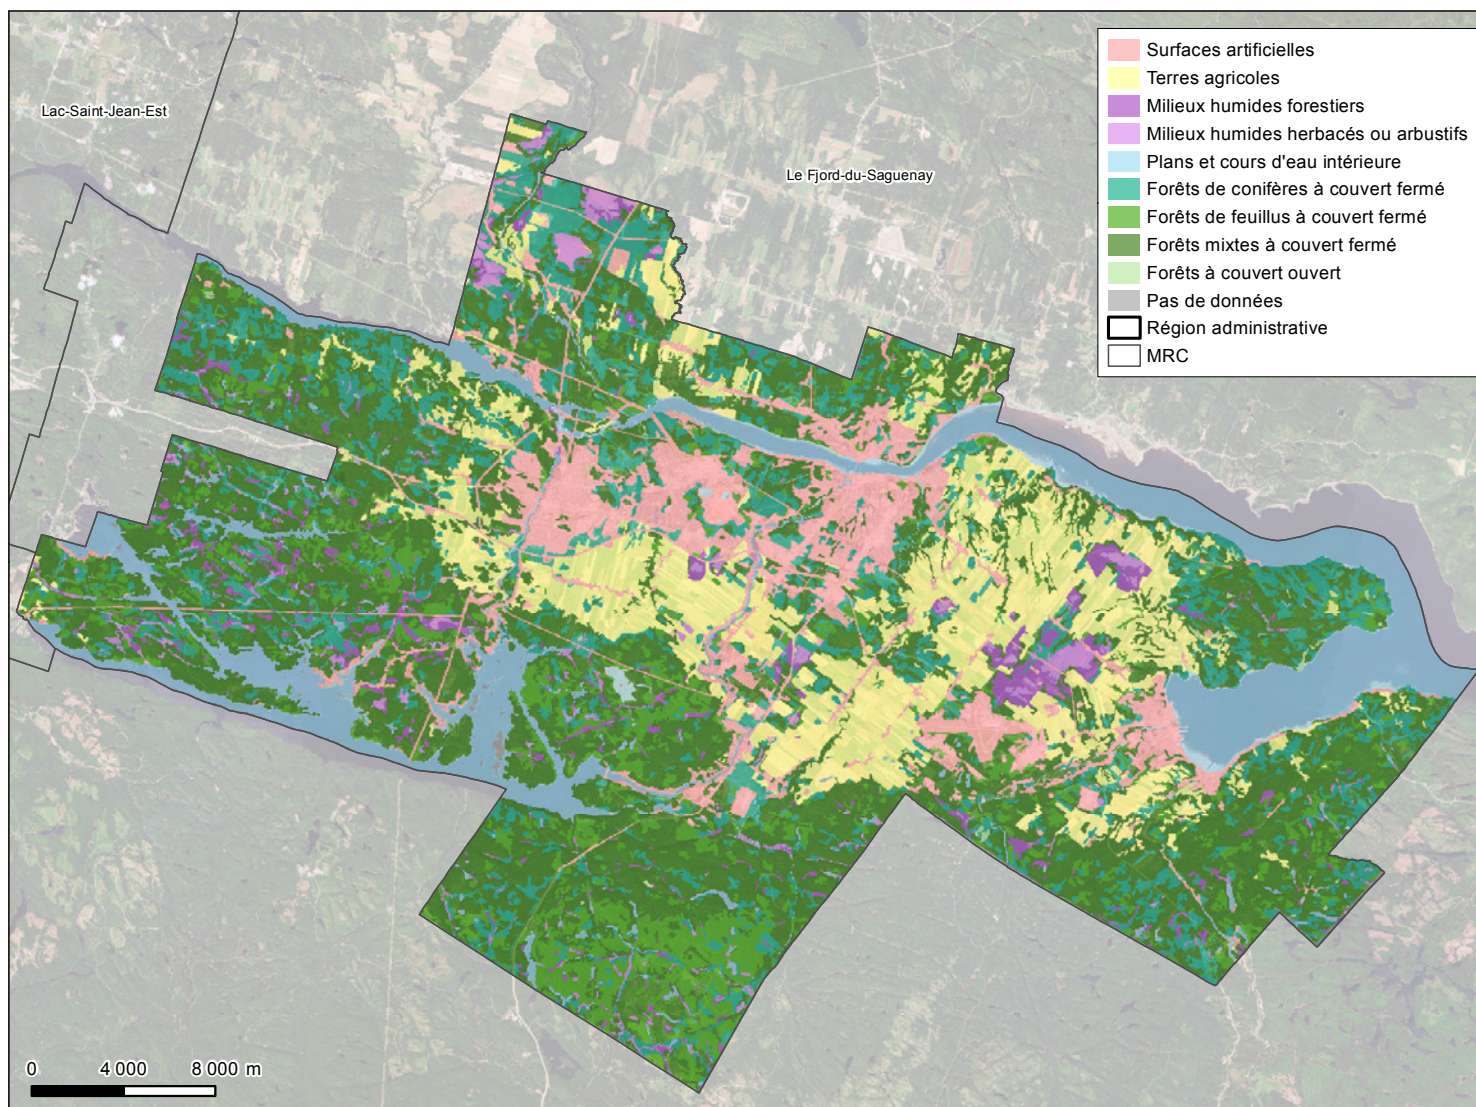 Lac-Saint-Jean-Est
Le Fjord-du-Saguenay
Surfaces artificielles
Terres agricoles
Milieux humides forestiers
Milieux humides herbacés ou arbustifs
Plans et cours d'eau intérieure
Forêts de conifères à couvert fermé
Forêts de feuillus à couvert fermé
Forêts mixtes à couvert fermé
Forêts à couvert ouvert
Pas de données
Région administrative
MRC
0 4 000 8 000 m